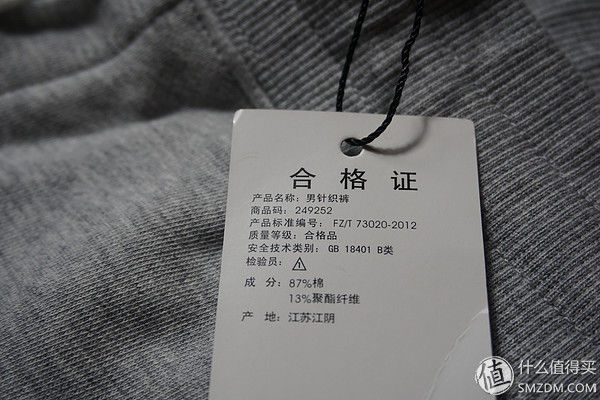 合格证
产品名称: 男针织裤
商品码: 249252
产品标准编号: FZ/T 73020-2012
质量等级: 合格品
安全技术类别: GB 18401 B类
检验员: 1
成 分: 87%棉
13%聚酯纤维
产 地: 江苏江阴
值 什么值得买
SMZDM.COM